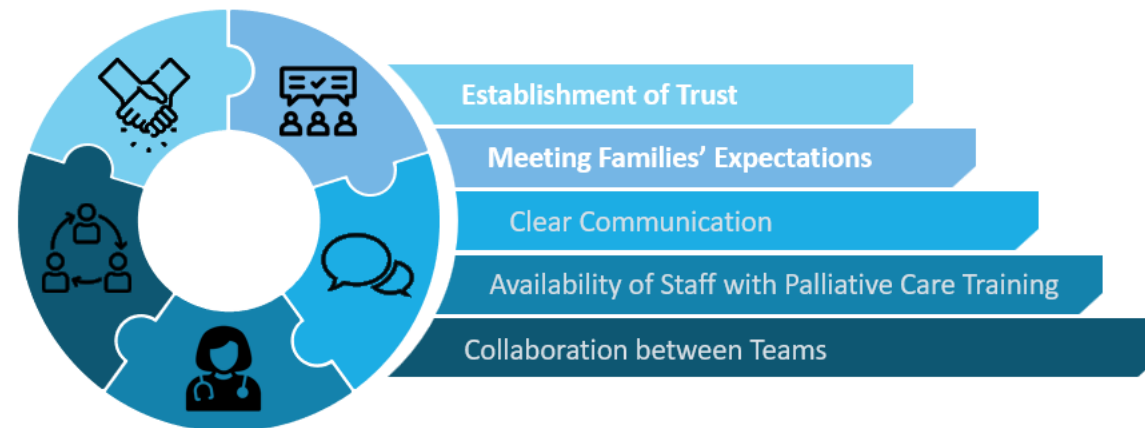 Establishment of Trust
Meeting Families’ Expectations
Clear Communication
Availability of Staff with Palliative Care Training
Collaboration between Teams